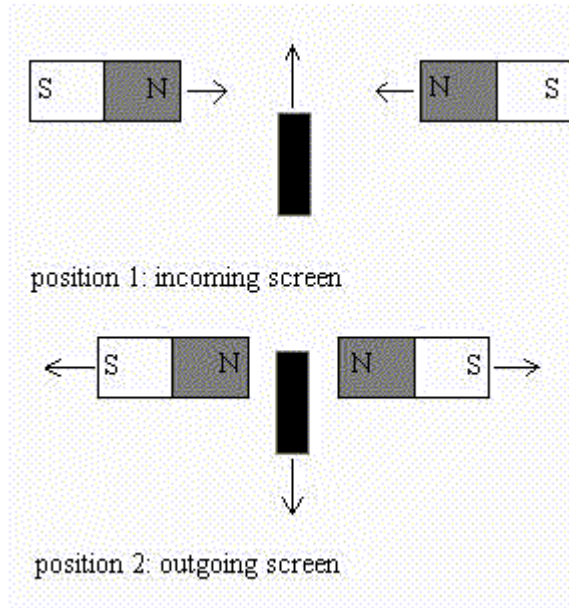 S N N S
position 1: incoming screen
S N N S
position 2: outgoing screen